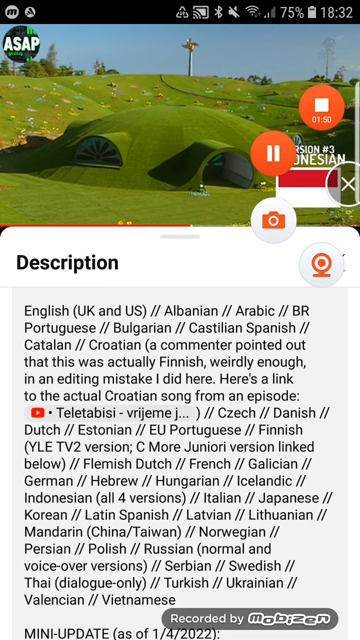 75% 18:32
ASAP
01:50
VERSION #3
INDONESIAN
Description
English (UK and US) // Albanian // Arabic // BR
Portuguese // Bulgarian // Castilian Spanish //
Catalan // Croatian (a commenter pointed out
that this was actually Finnish, weirdly enough,
in an editing mistake I did here. Here's a link
to the actual Croatian song from an episode:
• Teletabisi - vrijeme j... ) // Czech // Danish //
Dutch // Estonian // EU Portuguese // Finnish
(YLE TV2 version; C More Juniori version linked
below) // Flemish Dutch // French // Galician //
German // Hebrew // Hungarian // Icelandic //
Indonesian (all 4 versions) // Italian // Japanese //
Korean // Latin Spanish // Latvian // Lithuanian //
Mandarin (China/Taiwan) // Norwegian //
Persian // Polish // Russian (normal and
voice-over versions) // Serbian // Swedish //
Thai (dialogue-only) // Turkish // Ukrainian //
Valencian // Vietnamese
MINI-UPDATE (as of 1/4/2022):
Recorded by mobizen